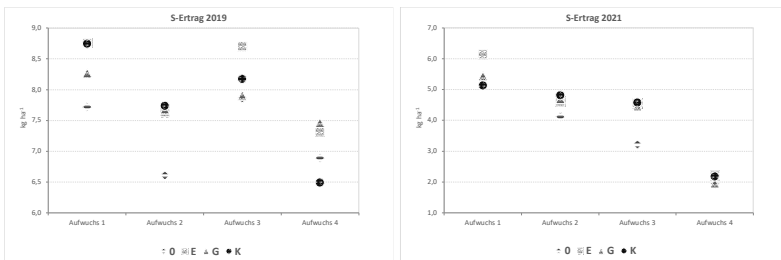 S-Ertrag 2019
9,0
8,5
8,0
7,5
7,0
6,5
6,0
kg ha⁻¹
Aufwuchs 1 Aufwuchs 2 Aufwuchs 3 Aufwuchs 4
0 E G K
S-Ertrag 2021
7,0
6,0
5,0
4,0
3,0
2,0
1,0
kg ha⁻¹
Aufwuchs 1 Aufwuchs 2 Aufwuchs 3 Aufwuchs 4
0 E G K